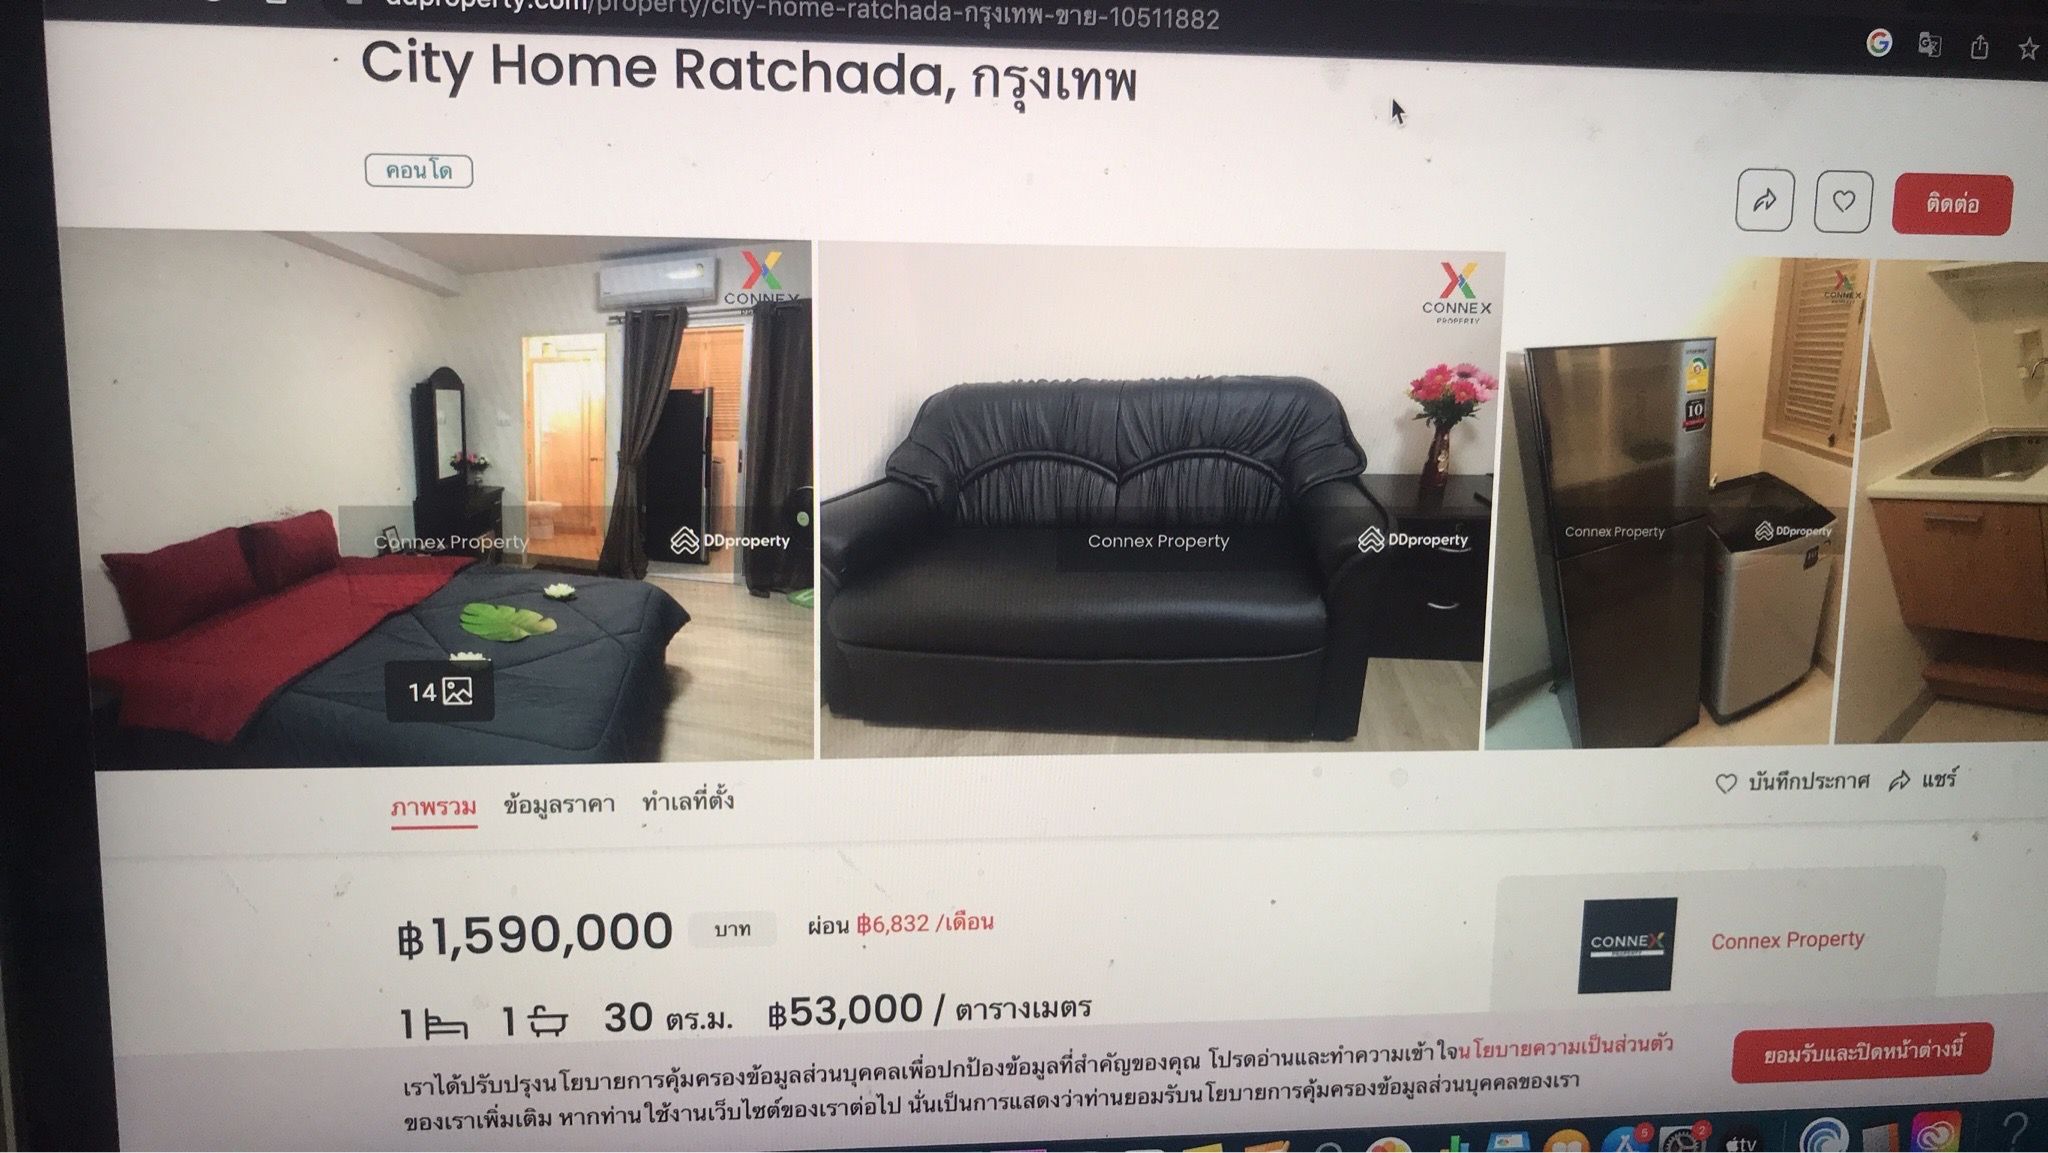 ddproperty.com/property/city-home-ratchada-กรุงเทพ-ขาย-10511882
City Home Ratchada, กรุงเทพ
คอนโด
ติดต่อ
CONNEX
CONNEX
PROPERTY
CONNEX
10
Connex Property
DDproperty
Connex Property
DDproperty
Connex Property
DDproperty
14
ภาพรวม ข้อมูลราคา ทำเลที่ตั้ง
บันทึกประกาศ แชร์
฿1,590,000 บาท ผ่อน ฿6,832 /เดือน
CONNEX
PROPERTY
Connex Property
1 1 30 ตร.ม. ฿53,000 / ตารางเมตร
เราได้ปรับปรุงนโยบายการคุ้มครองข้อมูลส่วนบุคคลเพื่อปกป้องข้อมูลที่สำคัญของคุณ โปรดอ่านและทำความเข้าใจนโยบายความเป็นส่วนตัว
ของเราเพิ่มเติม หากท่านใช้งานเว็บไซต์ของเราต่อไป นั่นเป็นการแสดงว่าท่านยอมรับนโยบายการคุ้มครองข้อมูลส่วนบุคคลของเรา
ยอมรับและปิดหน้าต่างนี้
5
2
tv